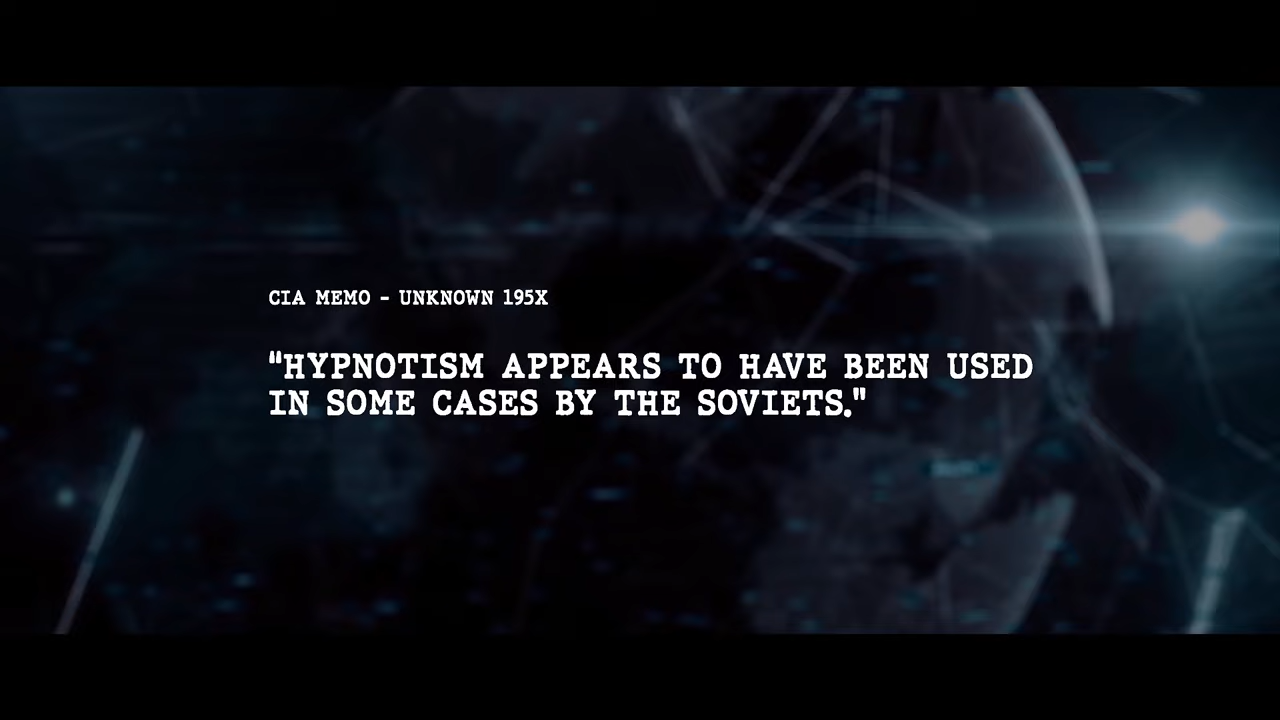 CIA MEMO - UNKNOWN 195X
"HYPNOTISM APPEARS TO HAVE BEEN USED
IN SOME CASES BY THE SOVIETS."